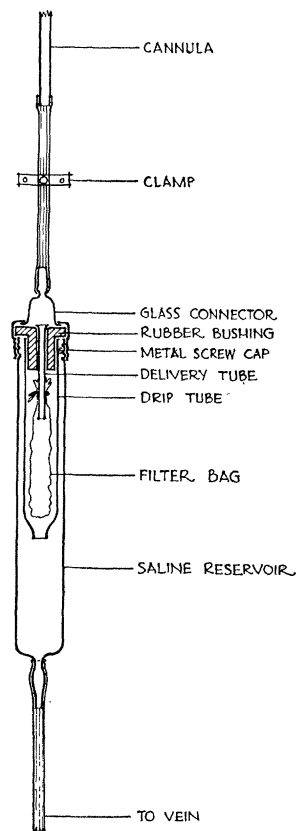 CANNULA
CLAMP
GLASS CONNECTOR
RUBBER BUSHING
METAL SCREW CAP
DELIVERY TUBE
DRIP TUBE
FILTER BAG
SALINE RESERVOIR
TO VEIN